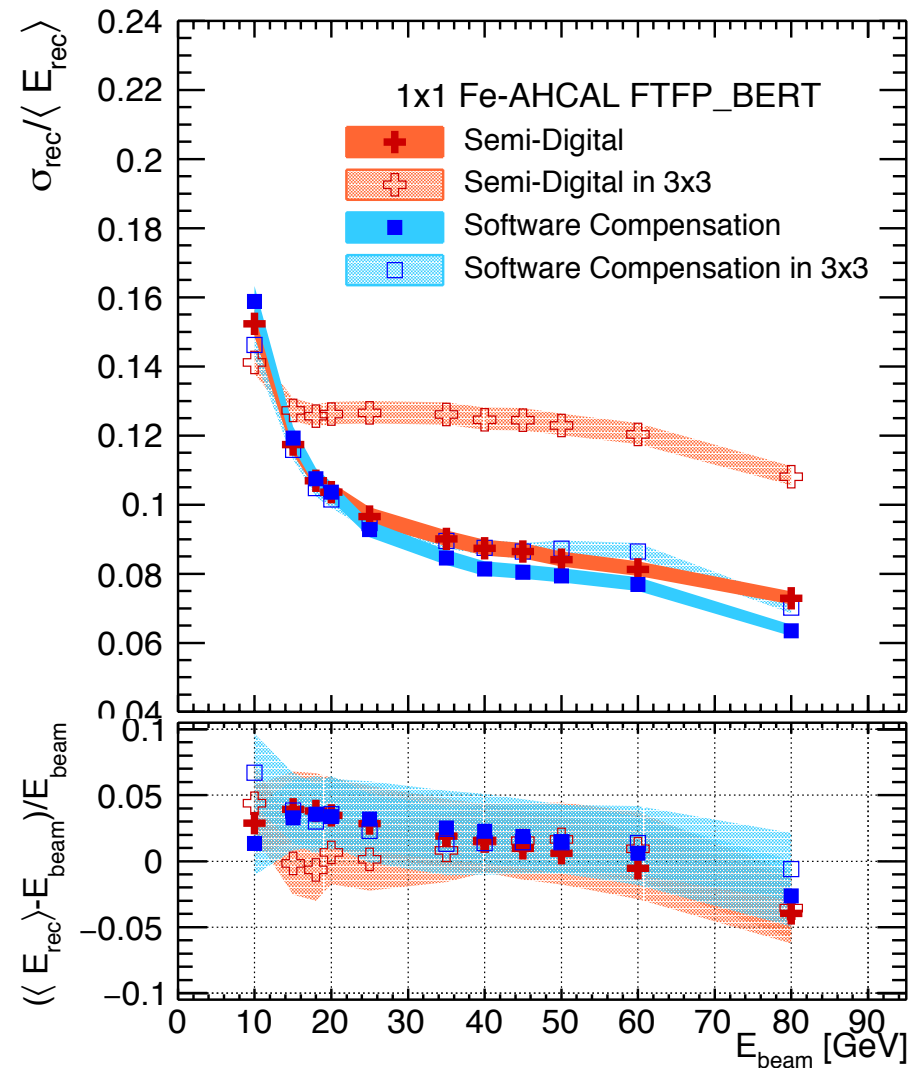 σrec/⟨ Erec⟩
0.24
0.22
0.2
0.18
0.16
0.14
0.12
0.1
0.08
0.06
0.04
1x1 Fe-AHCAL FTFP_BERT
Semi-Digital
Semi-Digital in 3x3
Software Compensation
Software Compensation in 3x3
(⟨ Erec⟩-Ebeam)/Ebeam
0.1
0.05
0
−0.05
−0.1
0 10 20 30 40 50 60 70 80 90
Ebeam [GeV]